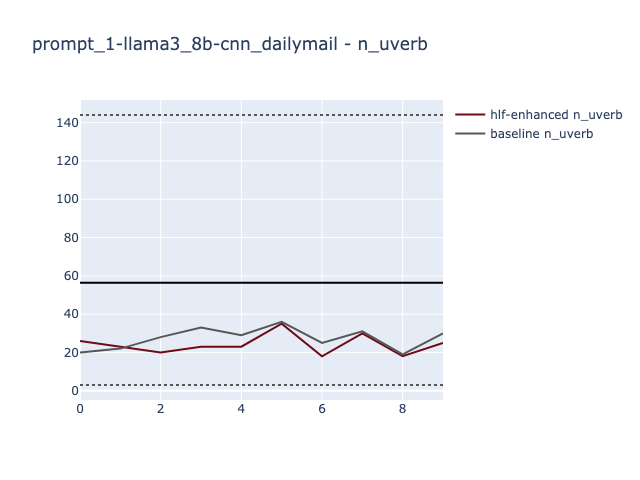 prompt_1-llama3_8b-cnn_dailymail - n_uverb
hlf-enhanced n_uverb
baseline n_uverb
140
120
100
80
60
40
20
0
0 2 4 6 8